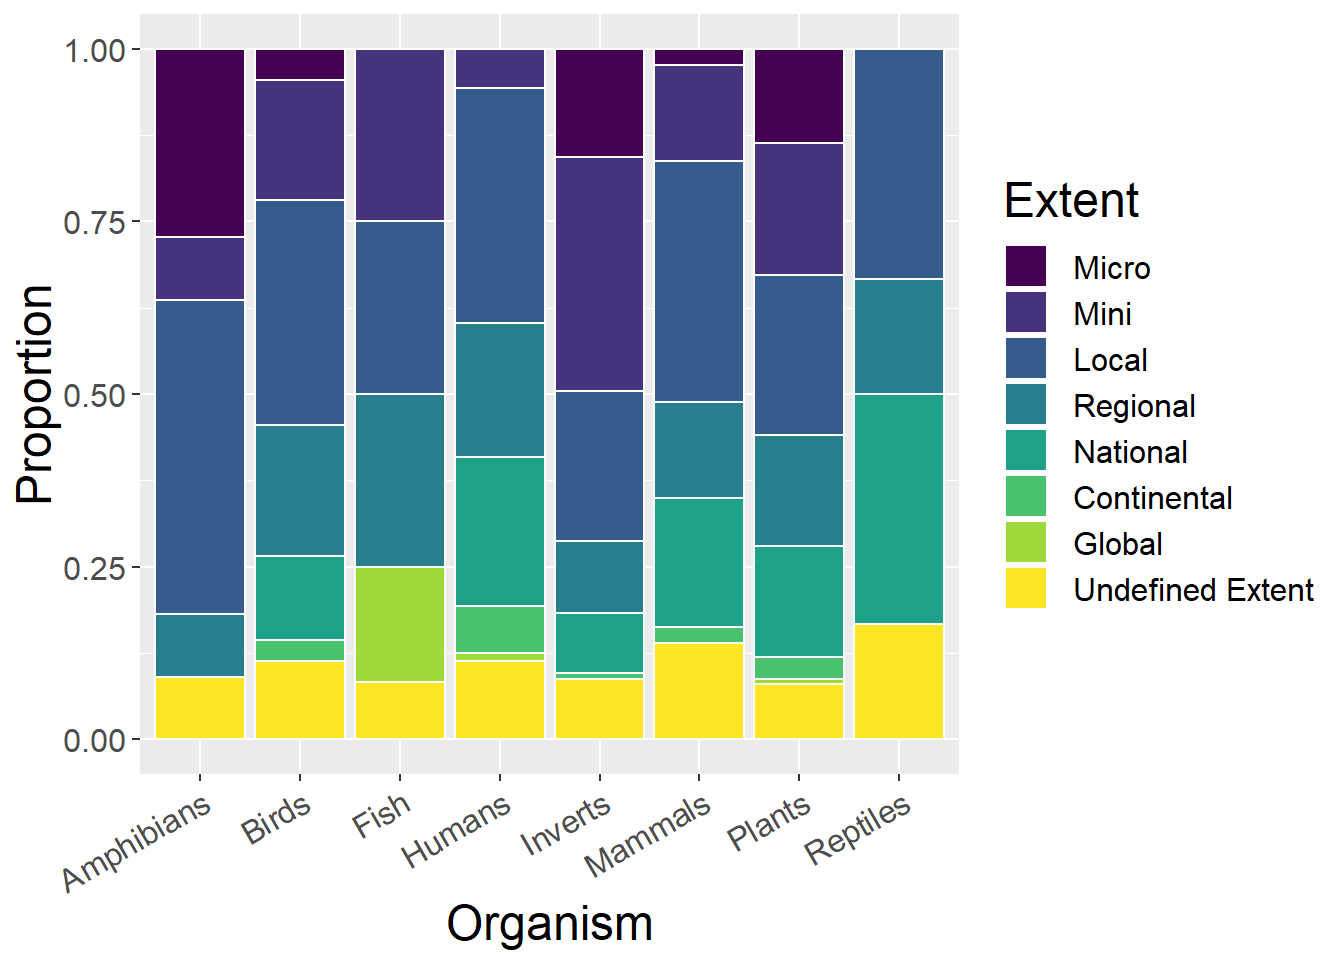 1.00
0.75
0.50
0.25
0.00
Proportion
Amphibians
Birds
Fish
Humans
Inverts
Mammals
Plants
Reptiles
Organism
Extent
Micro
Mini
Local
Regional
National
Continental
Global
Undefined Extent